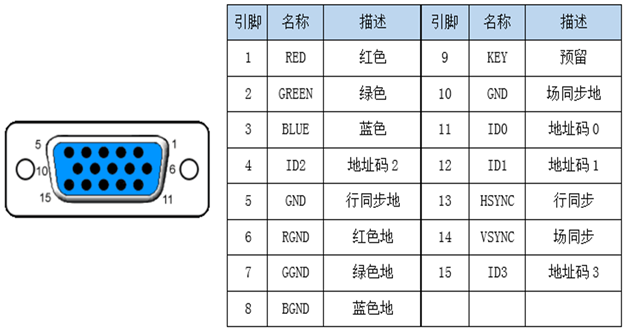 5
1
10
6
15
11
引脚 名称 描述 引脚 名称 描述
1 RED 红色 9 KEY 预留
2 GREEN 绿色 10 GND 场同步地
3 BLUE 蓝色 11 ID0 地址码0
4 ID2 地址码2 12 ID1 地址码1
5 GND 行同步地 13 HSYNC 行同步
6 RGND 红色地 14 VSYNC 场同步
7 GGND 绿色地 15 ID3 地址码3
8 BGND 蓝色地